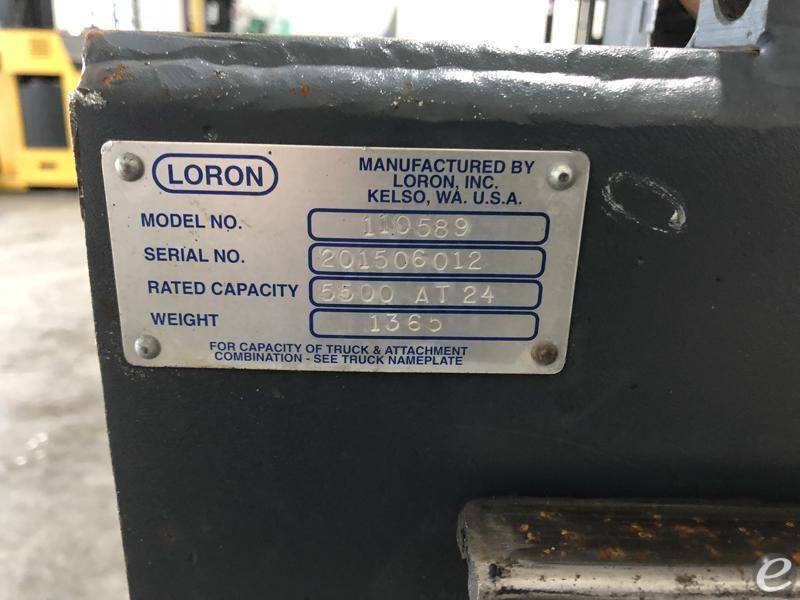 LORON
MANUFACTURED BY
LORON, INC.
KELSO, WA. U.S.A.
MODEL NO. 110589
SERIAL NO. 201506012
RATED CAPACITY 5500 AT 24
WEIGHT 1365
FOR CAPACITY OF TRUCK & ATTACHMENT
COMBINATION - SEE TRUCK NAMEPLATE
e